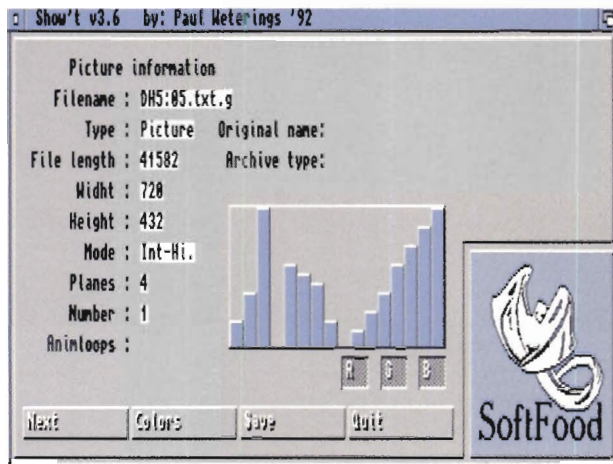 Show't v3.6 by: Paul Weterings '92
Picture information
Filename : DH5:05.txt.g
Type : Picture Original name:
File length : 41582 Archive type:
Widht : 720
Height : 432
Mode : Int-Hi.
Planes : 4
Number : 1
Animloops :
R G B
Next Colors Save Quit
SoftFood